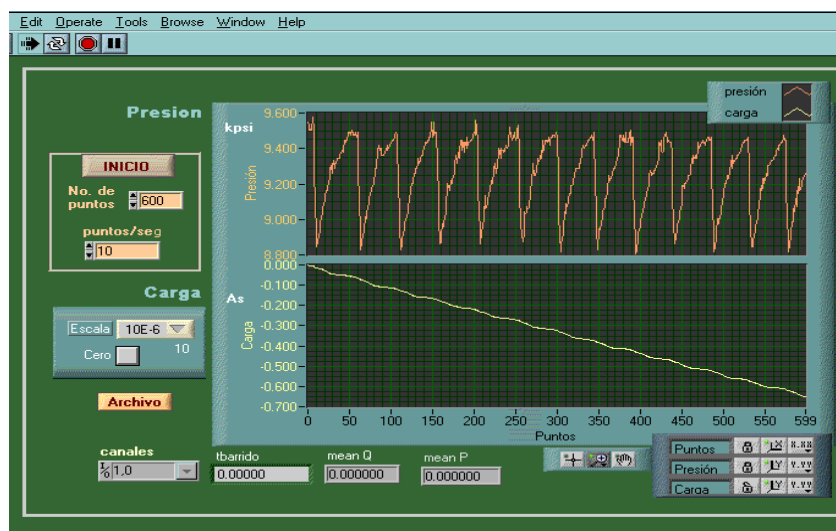 Edit Operate Tools Browse Window Help
presión
carga
Presion
kpsi
9.600
9.400
9.200
9.000
8.800
Presión
INICIO
No. de
puntos
600
puntos/seg
10
Carga
As
0.000
-0.100
-0.200
-0.300
-0.400
-0.500
-0.600
-0.700
Carga
Escala 10E-6
Cero 10
Archivo
0 50 100 150 200 250 300 350 400 450 500 550 599
Puntos
canales
1,0
tbarrido
0.00000
mean Q
0.000000
mean P
0.000000
Puntos
X
8.88
Presión
Y
Y.YY
Carga
Y
Y.YY